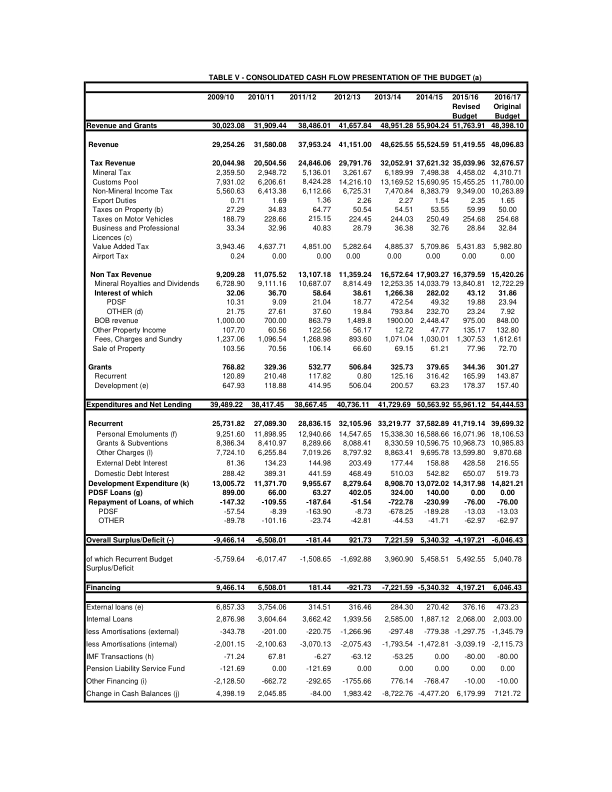 TABLE V - CONSOLIDATED CASH FLOW PRESENTATION OF THE BUDGET (a)
2009/10 2010/11 2011/12 2012/13 2013/14 2014/15 2015/16 2016/17
Revised Original
Budget Budget
Revenue and Grants 30,023.08 31,909.44 38,486.01 41,657.84 48,951.28 55,904.24 51,763.91 48,398.10
Revenue 29,254.26 31,580.08 37,953.24 41,151.00 48,625.55 55,524.59 51,419.55 48,096.83
Tax Revenue 20,044.98 20,504.56 24,846.06 29,791.76 32,052.91 37,621.32 35,039.96 32,676.57
Mineral Tax 2,359.50 2,948.72 5,136.01 3,261.67 6,189.99 7,498.38 4,458.02 4,310.71
Customs Pool 7,931.02 6,206.61 8,424.28 14,216.10 13,169.52 15,690.95 15,455.25 11,780.00
Non-Mineral Income Tax 5,560.63 6,413.38 6,112.66 6,725.31 7,416.41 8,383.79 9,349.00 10,263.89
Export Duties 0.71 1.69 1.36 2.26 2.27 1.54 2.35 1.65
Taxes on Property (b) 27.29 34.83 64.77 50.54 54.51 53.55 59.99 50.00
Taxes on Motor Vehicles 188.79 228.66 215.15 224.45 244.03 250.49 254.68 254.68
Business and Professional 33.34 32.96 40.83 28.79 36.38 32.76 28.84 32.84
Licences (c)
Value Added Tax 3,943.46 4,637.71 4,851.00 5,282.64 4,885.37 5,709.86 5,431.83 5,982.80
Airport Tax 0.24 0.00 0.00 0.00 0.00 0.00 0.00 0.00
Non Tax Revenue 9,209.28 11,075.52 13,107.18 11,359.24 16,572.64 17,903.27 16,379.59 15,420.26
Mineral Royalties and Dividends 6,728.90 9,111.16 10,687.07 8,814.49 12,253.35 14,033.79 13,840.81 12,722.29
Interest of which 32.06 36.70 58.64 38.61 1,266.38 282.02 43.12 31.86
PDSF 10.31 9.09 21.04 18.77 472.54 49.32 19.88 23.94
OTHER (d) 21.75 27.61 37.60 19.84 793.84 232.70 23.24 7.92
BOB revenue 1,000.00 700.00 863.79 1,489.8 1900.00 2,448.47 975.00 848.00
Other Property Income 107.70 60.56 122.56 56.17 12.72 47.77 135.17 132.80
Fees, Charges and Sundry 1,237.06 1,096.54 1,268.98 893.60 1,071.04 1,030.01 1,307.53 1,612.61
Sale of Property 103.56 70.56 106.14 66.60 69.15 61.21 77.96 72.70
Grants 768.82 329.36 532.77 506.84 325.73 379.65 344.36 301.27
Recurrent 120.89 210.48 117.82 0.80 125.16 316.42 165.99 143.87
Development (e) 647.93 118.88 414.95 506.04 200.57 63.23 178.37 157.40
Expenditures and Net Lending 39,489.22 38,417.45 38,667.45 40,736.11 41,729.69 50,563.92 55,961.12 54,444.53
Recurrent 25,731.82 27,089.30 28,836.15 32,105.96 33,219.77 37,582.89 41,719.14 39,699.32
Personal Emoluments (f) 9,251.60 11,898.95 12,940.66 14,547.65 15,338.30 16,588.66 16,071.96 18,106.53
Grants & Subventions 8,386.34 8,410.97 8,289.66 8,088.41 8,330.59 10,596.75 10,968.73 10,985.83
Other Charges (l) 7,724.10 6,255.84 7,019.26 8,797.92 8,863.41 9,695.78 13,599.80 9,870.68
External Debt Interest 81.36 134.23 144.98 203.49 177.44 158.88 428.58 216.55
Domestic Debt Interest 288.42 389.31 441.59 468.49 510.03 542.82 650.07 519.73
Development Expenditure (k) 13,005.72 11,371.70 9,955.67 8,279.64 8,908.70 13,072.02 14,317.98 14,821.21
PDSF Loans (g) 899.00 66.00 63.27 402.05 324.00 140.00 0.00 0.00
Repayment of Loans, of which -147.32 -109.55 -187.64 -51.54 -722.78 -230.99 -76.00 -76.00
PDSF -57.54 -8.39 -163.90 -8.73 -678.25 -189.28 -13.03 -13.03
OTHER -89.78 -101.16 -23.74 -42.81 -44.53 -41.71 -62.97 -62.97
Overall Surplus/Deficit (-) -9,466.14 -6,508.01 -181.44 921.73 7,221.59 5,340.32 -4,197.21 -6,046.43
of which Recurrent Budget -5,759.64 -6,017.47 -1,508.65 -1,692.88 3,960.90 5,458.51 5,492.55 5,040.78
Surplus/Deficit
Financing 9,466.14 6,508.01 181.44 -921.73 -7,221.59 -5,340.32 4,197.21 6,046.43
External loans (e) 6,857.33 3,754.06 314.51 316.46 284.30 270.42 376.16 473.23
Internal Loans 2,876.98 3,604.64 3,662.42 1,939.56 2,585.00 1,887.12 2,068.00 2,003.00
less Amortisations (external) -343.78 -201.00 -220.75 -1,266.96 -297.48 -779.38 -1,297.75 -1,345.79
less Amortisations (internal) -2,001.15 -2,100.63 -3,070.13 -2,075.43 -1,793.54 -1,472.81 -3,039.19 -2,115.73
IMF Transactions (h) -71.24 67.81 -6.27 -63.12 -53.25 0.00 -80.00 -80.00
Pension Liability Service Fund -121.69 0.00 -121.69 0.00 0.00 0.00 0.00 0.00
Other Financing (i) -2,128.50 -662.72 -292.65 -1755.66 776.14 -768.47 -10.00 -10.00
Change in Cash Balances (j) 4,398.19 2,045.85 -84.00 1,983.42 -8,722.76 -4,477.20 6,179.99 7121.72